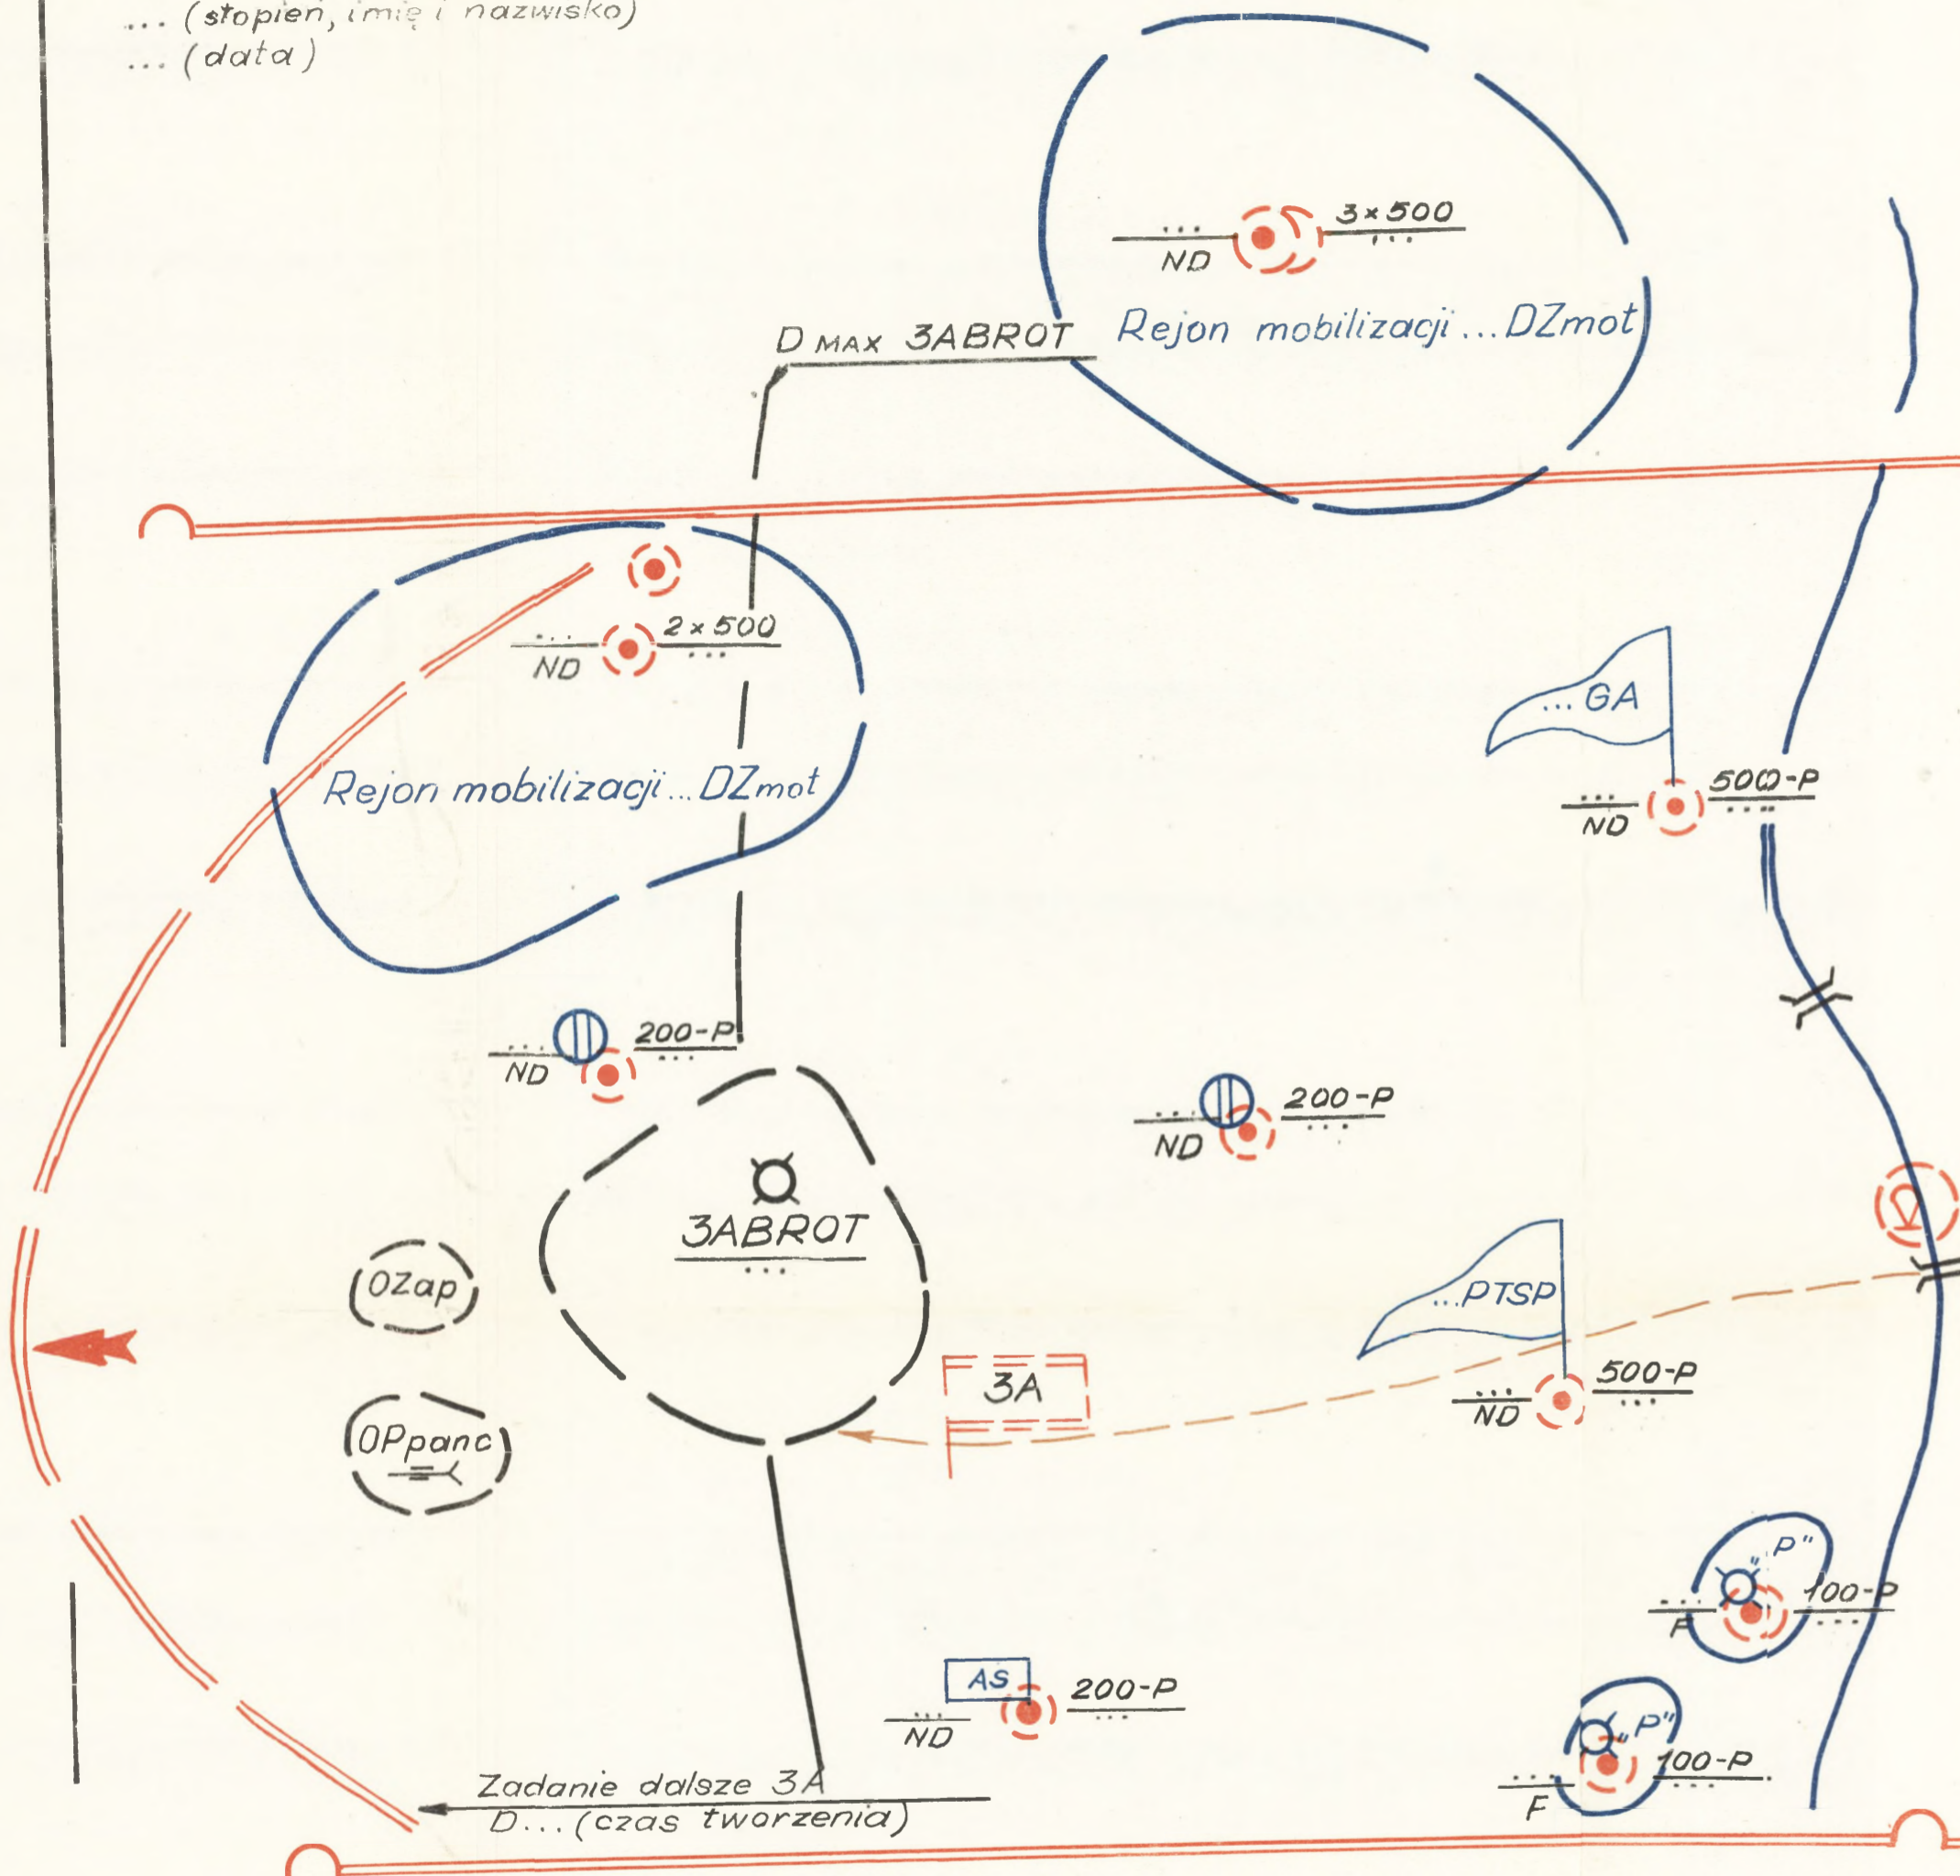 ... (stopień, imię i nazwisko)
... (data)
... 3×500
ND ...
D MAX 3ABROT
Rejon mobilizacji ... DZmot
... 2×500
ND ...
Rejon mobilizacji ... DZmot
... GA
... 500-P
ND ...
... 200-P
ND ...
... 200-P
ND ...
3ABROT
...
OZap
...PTSP
3A
... 500-P
ND ...
OPpanc
„P"
... 100-P
F ...
AS
... 200-P
ND ...
„P"
... 100-P
F ...
Zadanie dalsze 3A
D... (czas tworzenia)